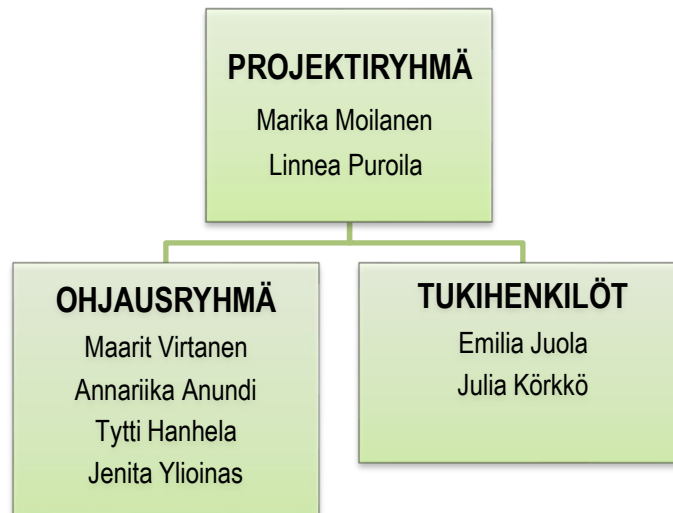 PROJEKTIRYHMÄ
Marika Moilanen
Linnea Puroila
OHJAUSRYHMÄ
Maarit Virtanen
Annariika Anundi
Tytti Hanhela
Jenita Ylioinas
TUKIHENKILÖT
Emilia Juola
Julia Körkkö